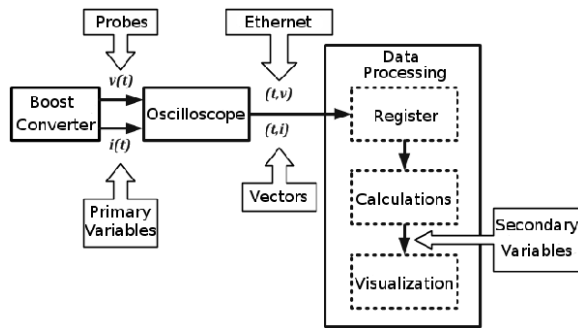 Probes
Ethernet
v(t)
(t,v)
Data
Processing
Boost
Converter
Oscilloscope
Register
i(t)
(t,i)
Primary
Variables
Vectors
Calculations
Secondary
Variables
Visualization